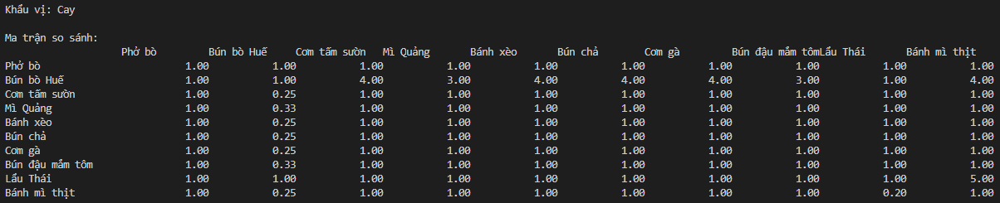 Khẩu vị: Cay
Ma trận so sánh:
Phở bò Bún bò Huế Cơm tấm sườn Mì Quảng Bánh xèo Bún chả Cơm gà Bún đậu mắm tômLẩu Thái Bánh mì thịt
Phở bò 1.00 1.00 1.00 1.00 1.00 1.00 1.00 1.00 1.00 1.00
Bún bò Huế 1.00 1.00 4.00 3.00 4.00 4.00 4.00 3.00 1.00 4.00
Cơm tấm sườn 1.00 0.25 1.00 1.00 1.00 1.00 1.00 1.00 1.00 1.00
Mì Quảng 1.00 0.33 1.00 1.00 1.00 1.00 1.00 1.00 1.00 1.00
Bánh xèo 1.00 0.25 1.00 1.00 1.00 1.00 1.00 1.00 1.00 1.00
Bún chả 1.00 0.25 1.00 1.00 1.00 1.00 1.00 1.00 1.00 1.00
Cơm gà 1.00 0.25 1.00 1.00 1.00 1.00 1.00 1.00 1.00 1.00
Bún đậu mắm tôm 1.00 0.33 1.00 1.00 1.00 1.00 1.00 1.00 1.00 1.00
Lẩu Thái 1.00 1.00 1.00 1.00 1.00 1.00 1.00 1.00 1.00 5.00
Bánh mì thịt 1.00 0.25 1.00 1.00 1.00 1.00 1.00 1.00 0.20 1.00